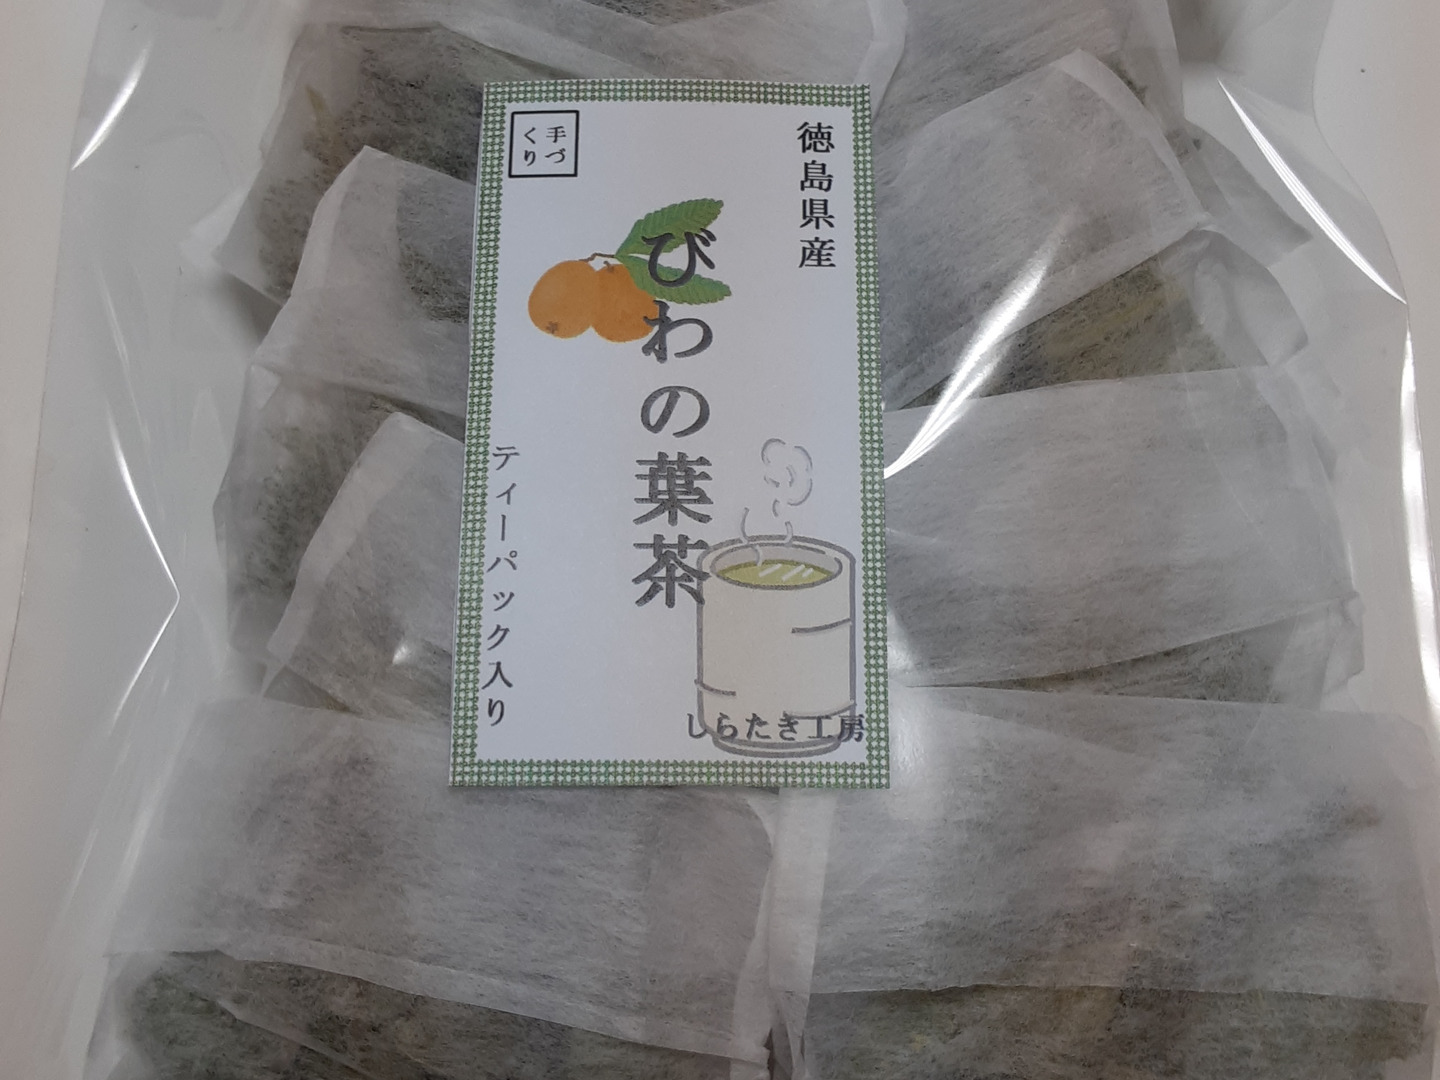 徳島県産
びわの葉茶
手づ
くり
ティーパック入り
しらたき工房